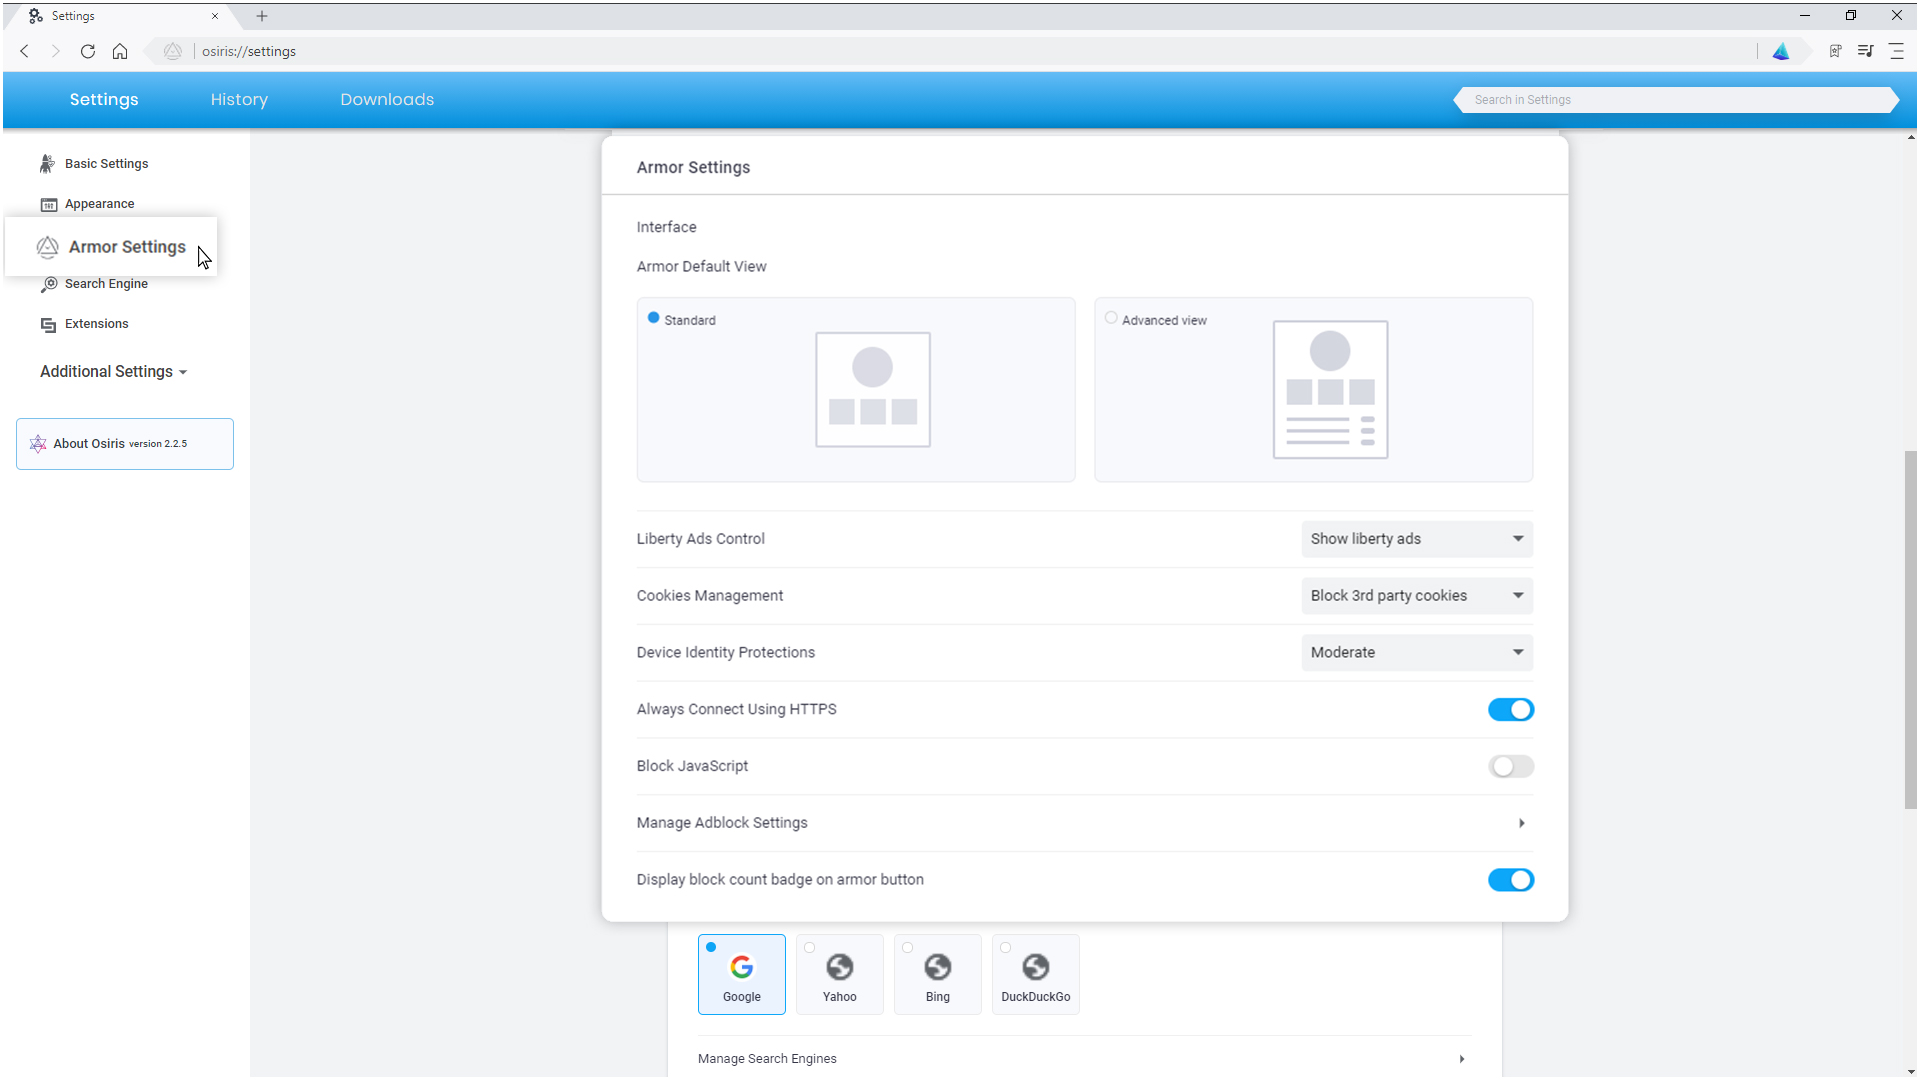 Settings
osiris://settings
Settings
History
Downloads
Search in Settings
Basic Settings
Appearance
Armor Settings
Search Engine
Extensions
Additional Settings
About Osiris version 2.2.5
Armor Settings
Interface
Armor Default View
Standard
Advanced view
Liberty Ads Control
Show liberty ads
Cookies Management
Block 3rd party cookies
Device Identity Protections
Moderate
Always Connect Using HTTPS
Block JavaScript
Manage Adblock Settings
Display block count badge on armor button
Google
Yahoo
Bing
DuckDuckGo
Manage Search Engines